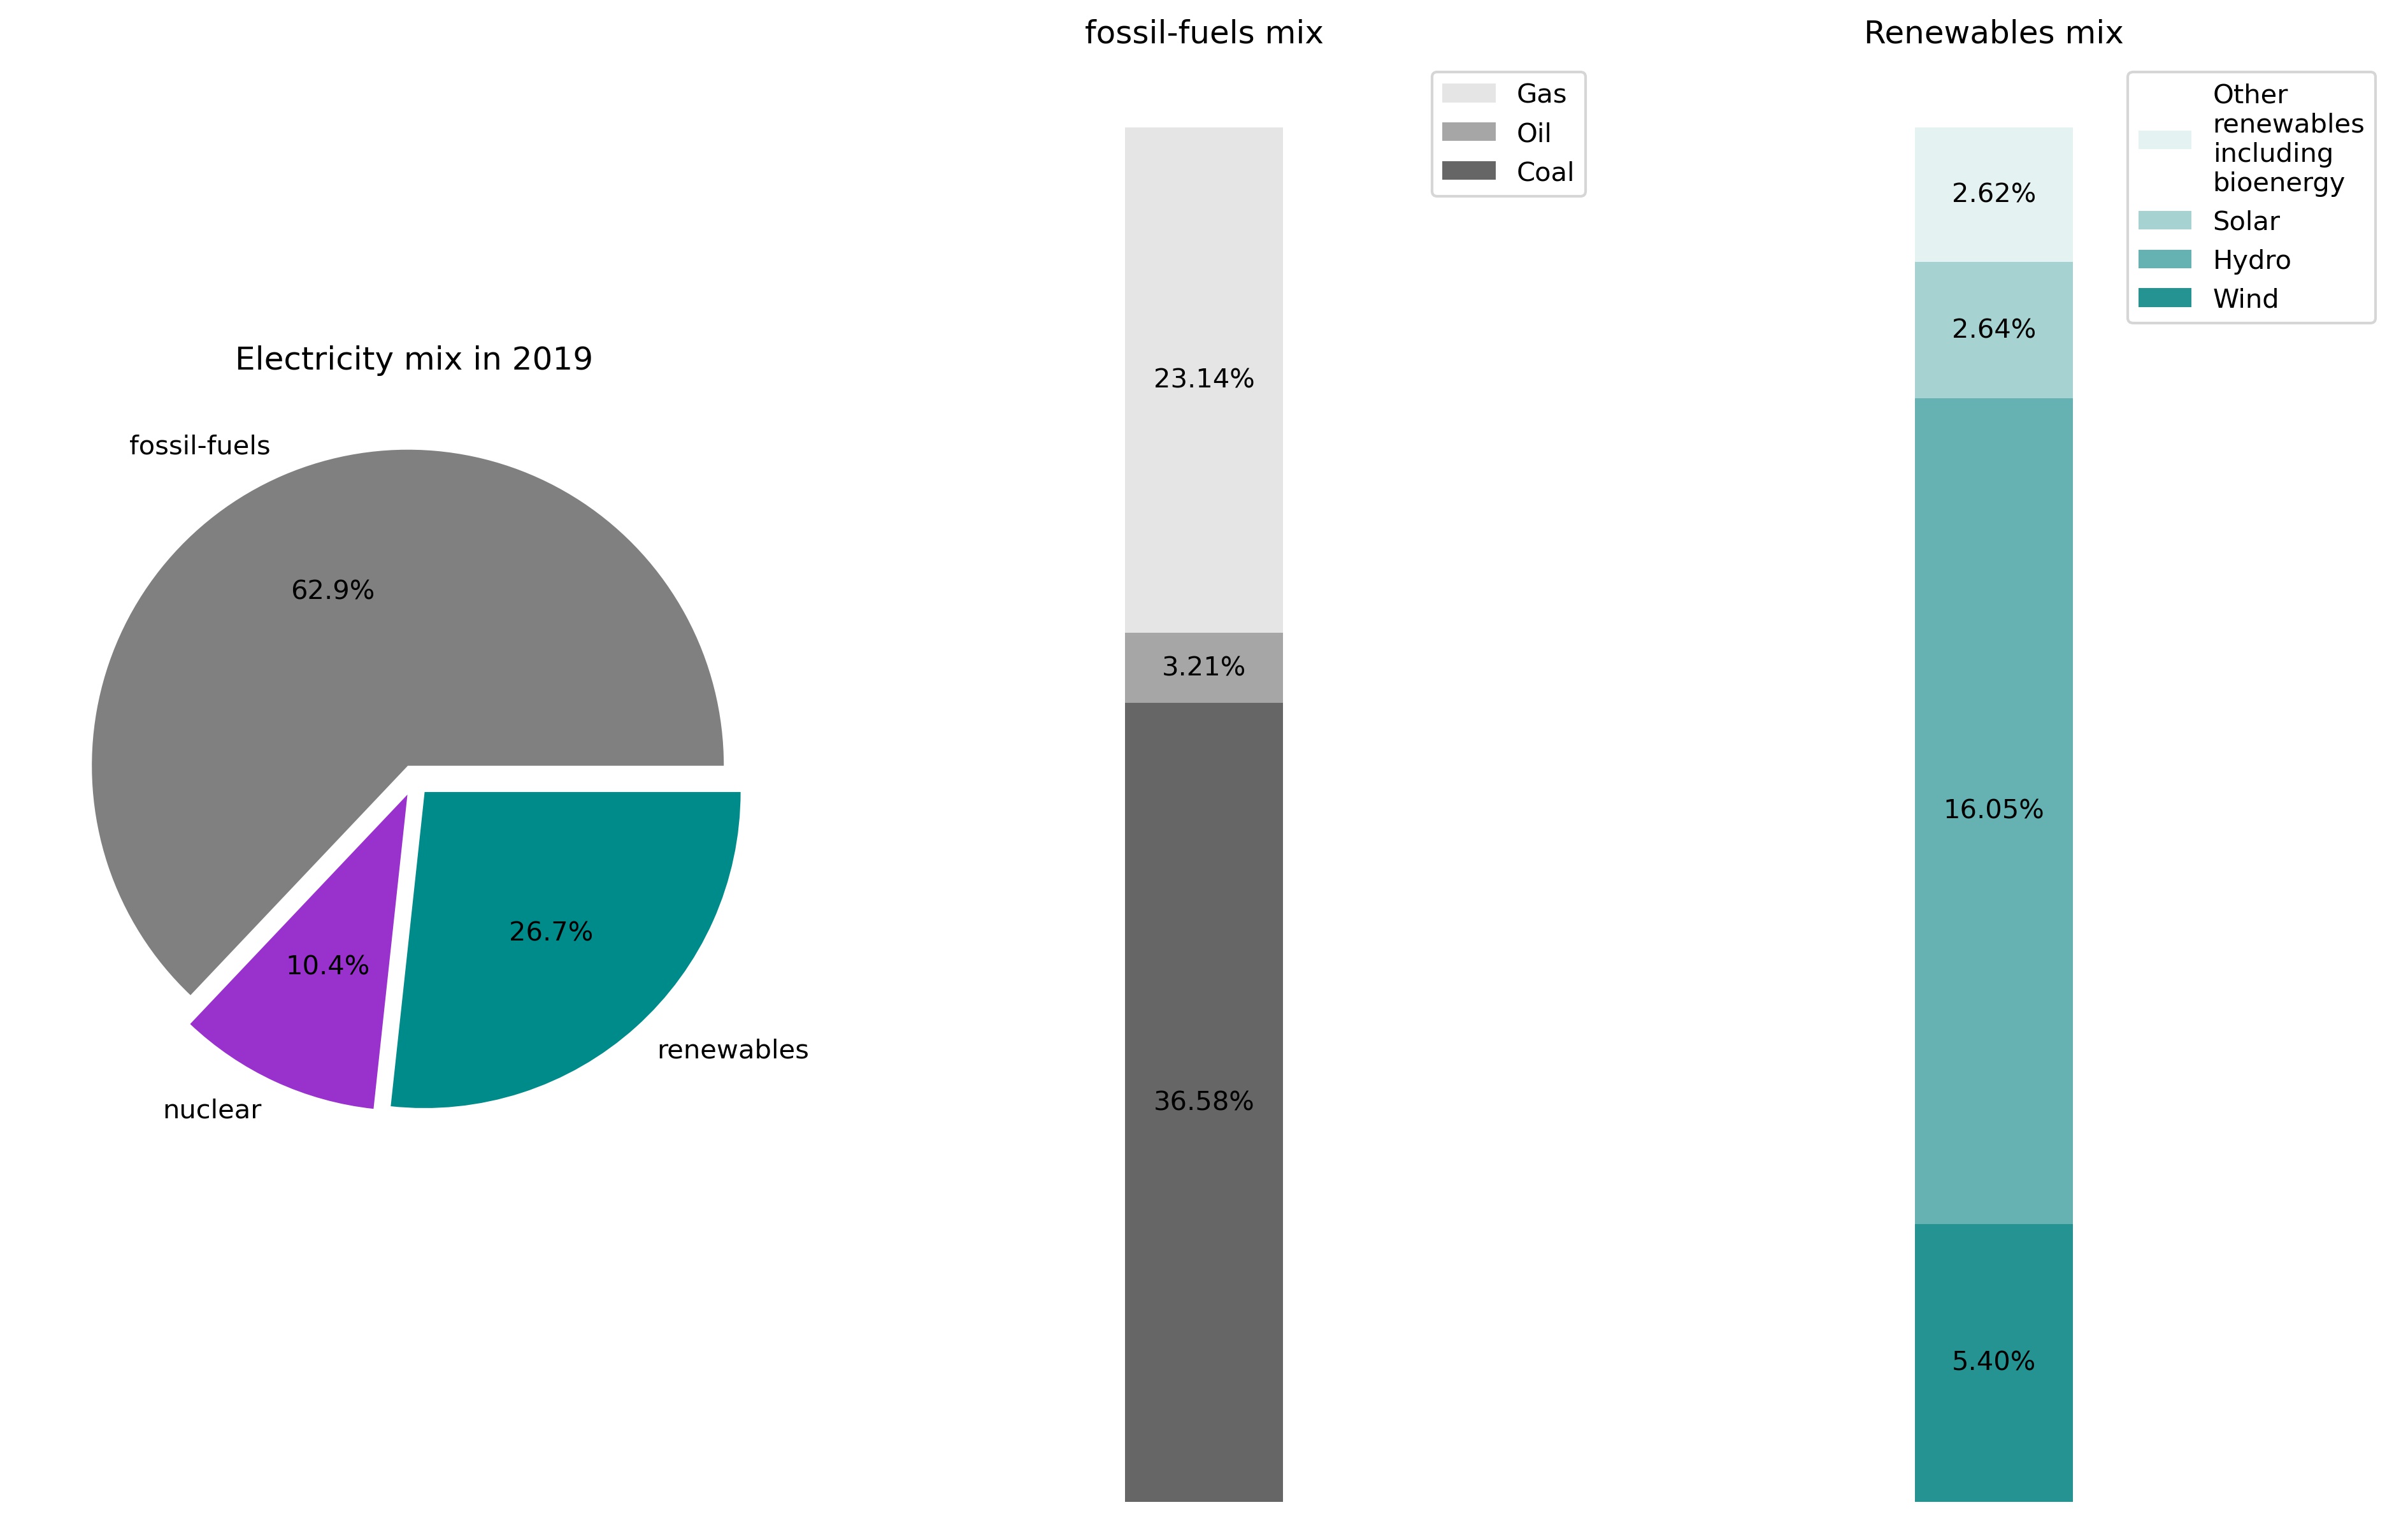 Electricity mix in 2019
fossil-fuels
62.9%
10.4%
26.7%
nuclear
renewables
fossil-fuels mix
Gas
Oil
Coal
23.14%
3.21%
36.58%
Renewables mix
Other
renewables
including
bioenergy
Solar
Hydro
Wind
2.62%
2.64%
16.05%
5.40%